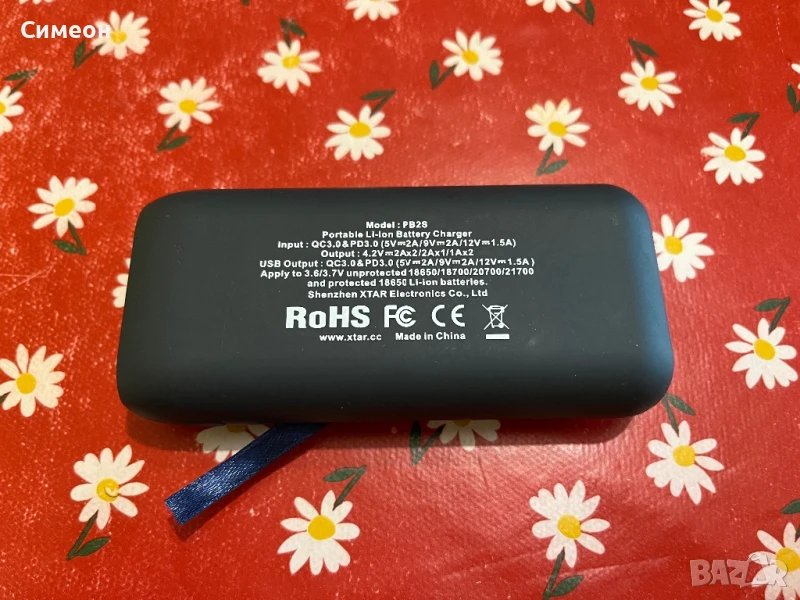 Симеон
Model : PB2S
Portable Li-ion Battery Charger
Input : QC3.0&PD3.0 (5V⎓2A/9V⎓2A/12V⎓1.5A)
Output : 4.2V⎓2Ax2/2Ax1/1Ax2
USB Output : QC3.0&PD3.0 (5V⎓2A/9V⎓2A/12V⎓1.5A )
Apply to 3.6/3.7V unprotected 18650/18700/20700/21700
and protected 18650 Li-ion batteries.
Shenzhen XTAR Electronics Co., Ltd
RoHS FC CE
www.xtar.cc Made in China
BAZAR